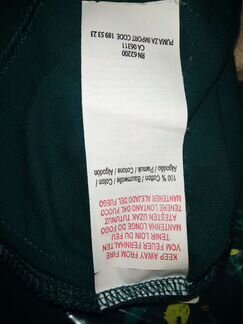 KEEP AWAY FROM FIRE
VOM FEUER FERNHALTEN
TENIR LOIN DU FEU
MANTENHA LONGE DO FOGO
ATEŞTEN UZAK TUTUNUZ
TENERE LONTANO DAL FUOCO
MANTENER ALEJADO DEL FUEGO
100 % Cotton / Baumwolle / Coton /
Algodão / Pamuk / Cotone / Algodón
RN 62200
CA 06311
PUMA ZA IMPORT CODE 189 53 23